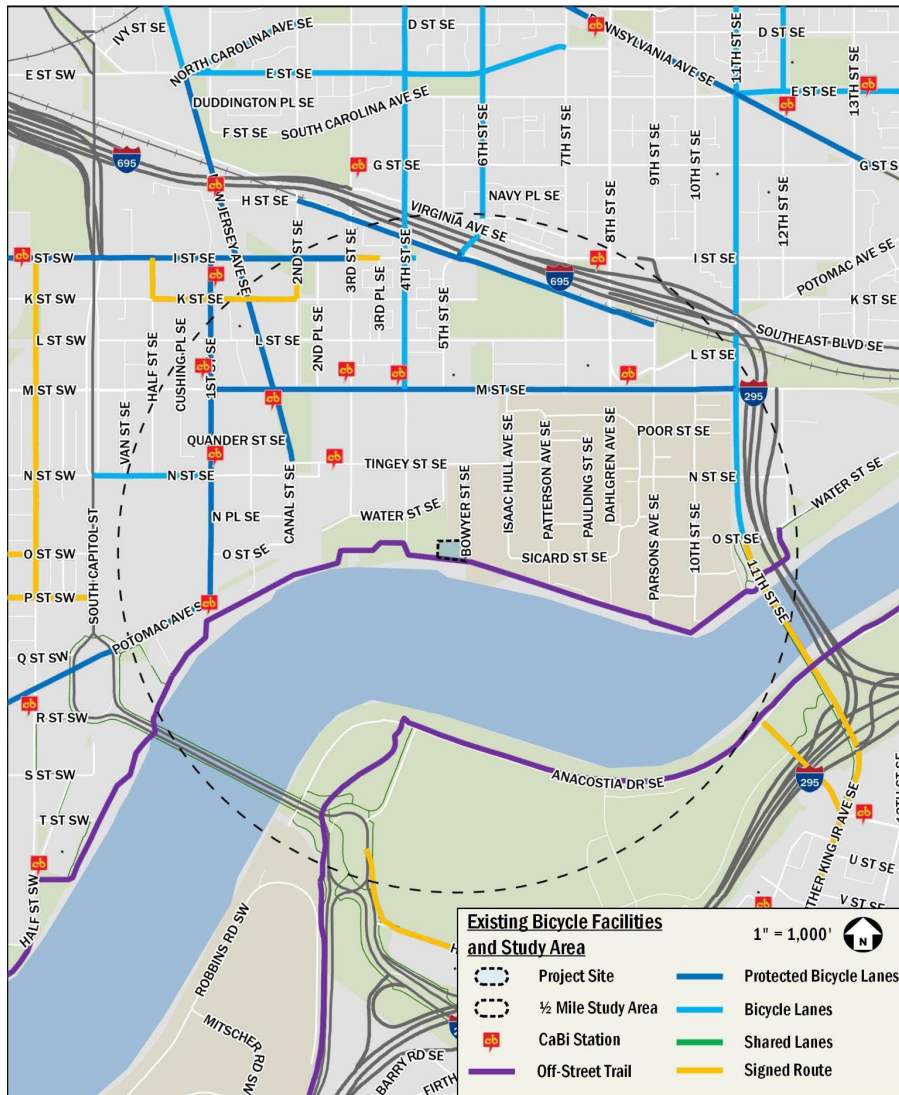 IVY ST SE
NORTH CAROLINA AVE SE
D ST SE
PENNSYLVANIA AVE SE
11TH ST SE
D ST SE
E ST SW
E ST SE
6TH ST SE
E ST SE
13TH ST SE
DUDDINGTON PL SE
SOUTH CAROLINA AVE SE
F ST SE
7TH ST SE
9TH ST SE
10TH ST SE
G ST SE
695
G ST SE
12TH ST SE
NAVY PL SE
8TH ST SE
H ST SE
JERSEY AVE SE
VIRGINIA AVE SE
2ND ST SE
3RD ST SE
4TH ST SE
ST SW
I ST SE
I ST SE
POTOMAC AVE SE
695
K ST SW
K ST SE
3RD PL SE
5TH ST SE
K ST SE
L ST SW
HALF ST SE
CUSHING PL SE
1ST ST SE
L ST SE
2ND PL SE
L ST SE
SOUTHEAST BLVD SE
M ST SW
M ST SE
295
VAN ST SE
QUANDER ST SE
CANAL ST SE
ISAAC HULL AVE SE
PATTERSON AVE SE
PAULDING ST SE
DAHLGREN AVE SE
POOR ST SE
TINGEY ST SE
N ST SW
N ST SE
N ST SE
WATER ST SE
N PL SE
WATER ST SE
BOWYER ST SE
PARSONS AVE SE
10TH ST SE
SOUTH CAPITOL ST
O ST SW
O ST SE
SICARD ST SE
O ST SE
11TH ST SE
P ST SW
POTOMAC AVE S
Q ST SW
R ST SW
S ST SW
ANACOSTIA DR SE
295
T ST SW
THER KING JR AVE SE
U ST SE
V ST SE
HALF ST SW
ROBBINS RD SW
MITSCHER RD SW
BARRY RD SE
FIRTH
Existing Bicycle Facilities
and Study Area
1" = 1,000'
N
Project Site
½ Mile Study Area
CaBi Station
Off-Street Trail
Protected Bicycle Lanes
Bicycle Lanes
Shared Lanes
Signed Route